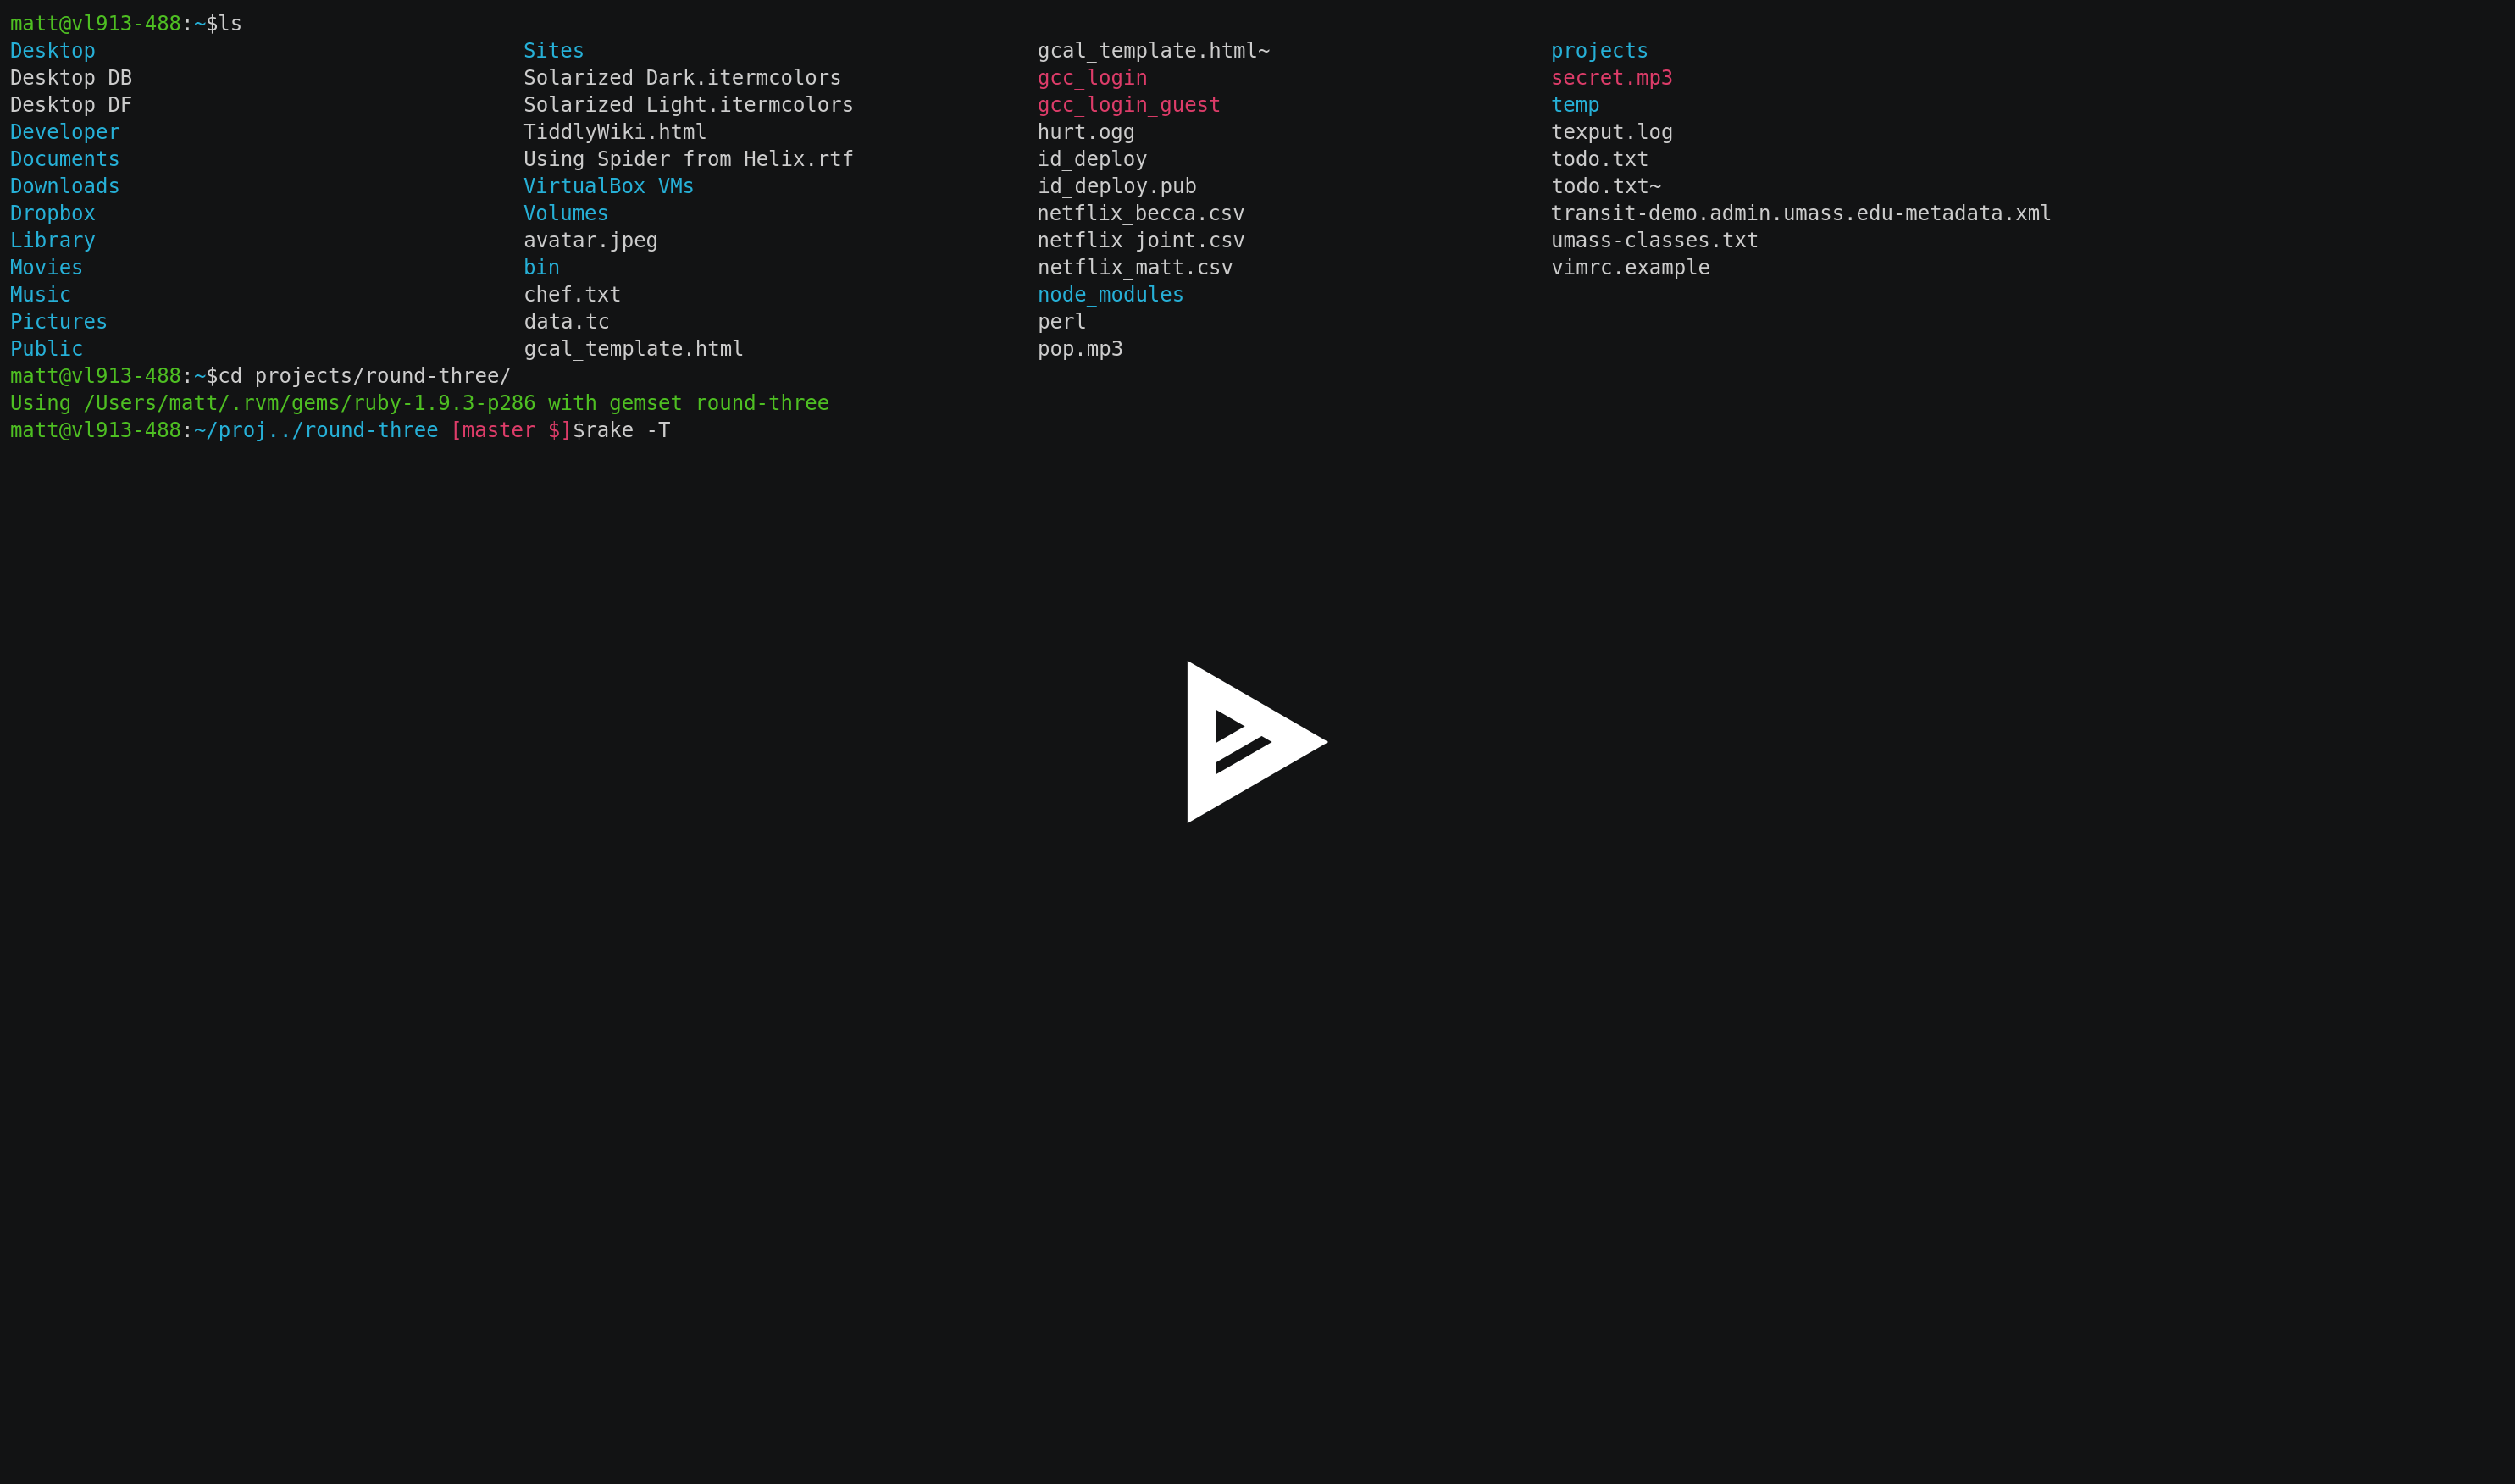 matt@vl913-488:~$ls
Desktop Sites gcal_template.html~ projects
Desktop DB Solarized Dark.itermcolors gcc_login secret.mp3
Desktop DF Solarized Light.itermcolors gcc_login_guest temp
Developer TiddlyWiki.html hurt.ogg texput.log
Documents Using Spider from Helix.rtf id_deploy todo.txt
Downloads VirtualBox VMs id_deploy.pub todo.txt~
Dropbox Volumes netflix_becca.csv transit-demo.admin.umass.edu-metadata.xml
Library avatar.jpeg netflix_joint.csv umass-classes.txt
Movies bin netflix_matt.csv vimrc.example
Music chef.txt node_modules
Pictures data.tc perl
Public gcal_template.html pop.mp3
matt@vl913-488:~$cd projects/round-three/
Using /Users/matt/.rvm/gems/ruby-1.9.3-p286 with gemset round-three
matt@vl913-488:~/proj../round-three [master $]$rake -T